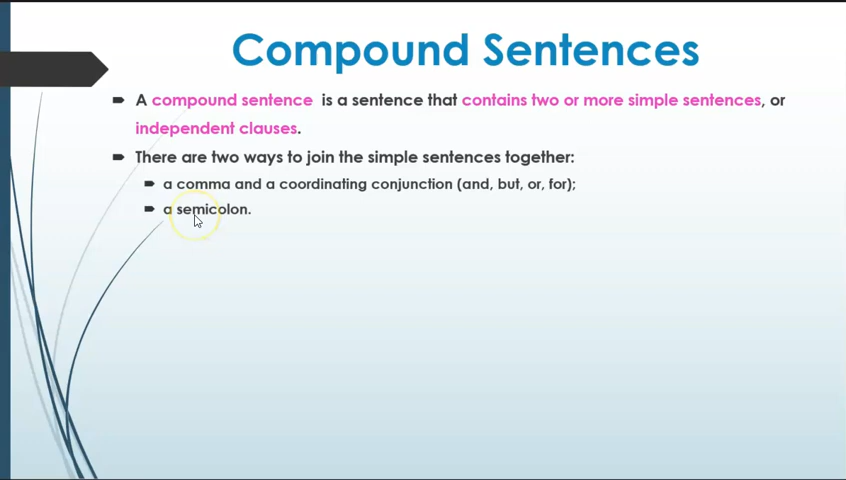 Compound Sentences
A compound sentence is a sentence that contains two or more simple sentences, or
independent clauses.
There are two ways to join the simple sentences together:
a comma and a coordinating conjunction (and, but, or, for);
a semicolon.